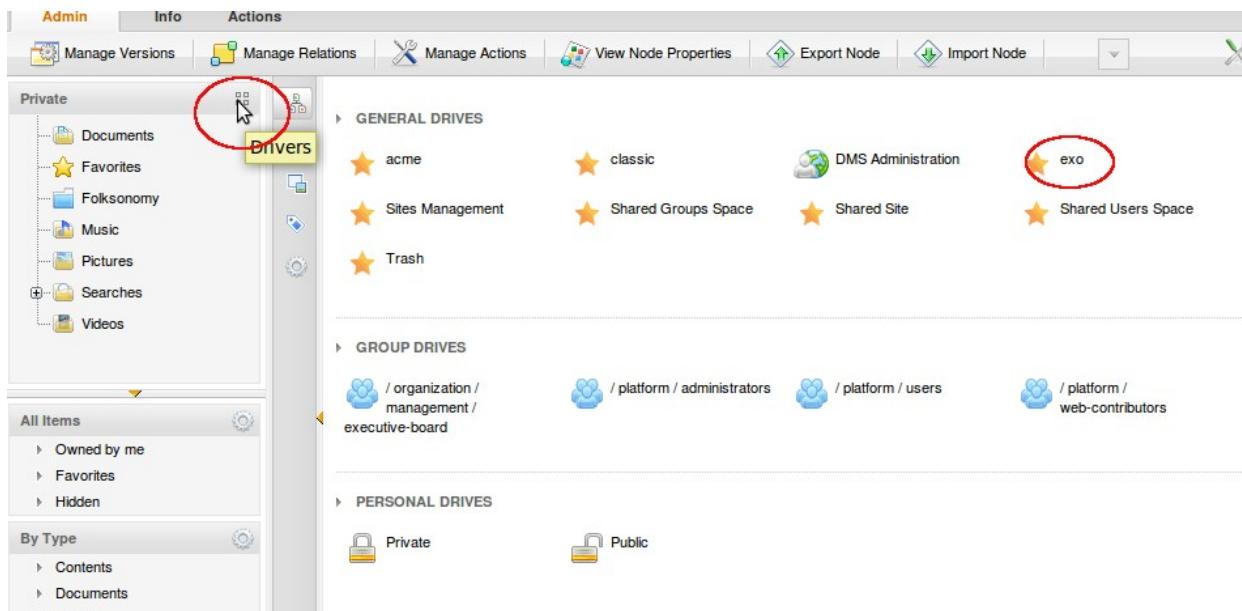 Admin Info Actions
Manage Versions Manage Relations Manage Actions View Node Properties Export Node Import Node
Private
Drivers
Documents
Favorites
Folksonomy
Music
Pictures
Searches
Videos
All Items
Owned by me
Favorites
Hidden
By Type
Contents
Documents
GENERAL DRIVES
acme classic DMS Administration exo
Sites Management Shared Groups Space Shared Site Shared Users Space
Trash
GROUP DRIVES
/ organization /
management /
executive-board
/ platform / administrators
/ platform / users
/ platform /
web-contributors
PERSONAL DRIVES
Private Public